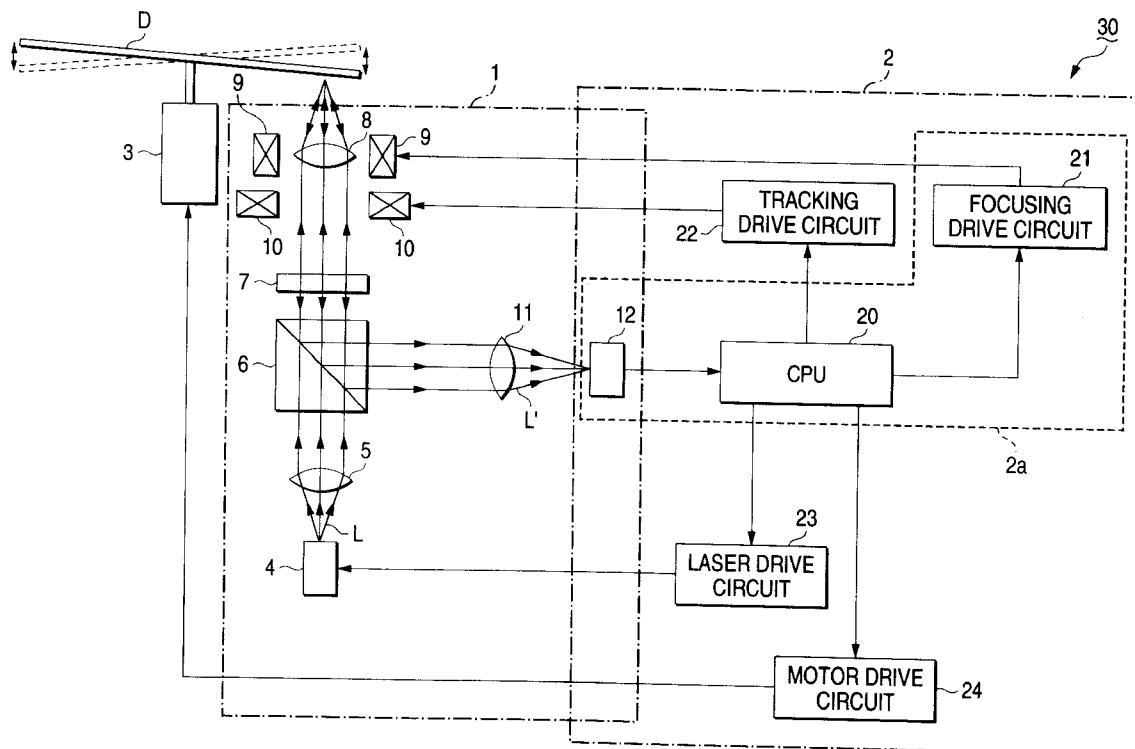 D
30
1
2
9
8
9
3
21
FOCUSING
DRIVE CIRCUIT
TRACKING
DRIVE CIRCUIT
22
10
10
7
11
12
20
CPU
6
L'
2a
5
L
23
LASER DRIVE
CIRCUIT
4
MOTOR DRIVE
CIRCUIT
24